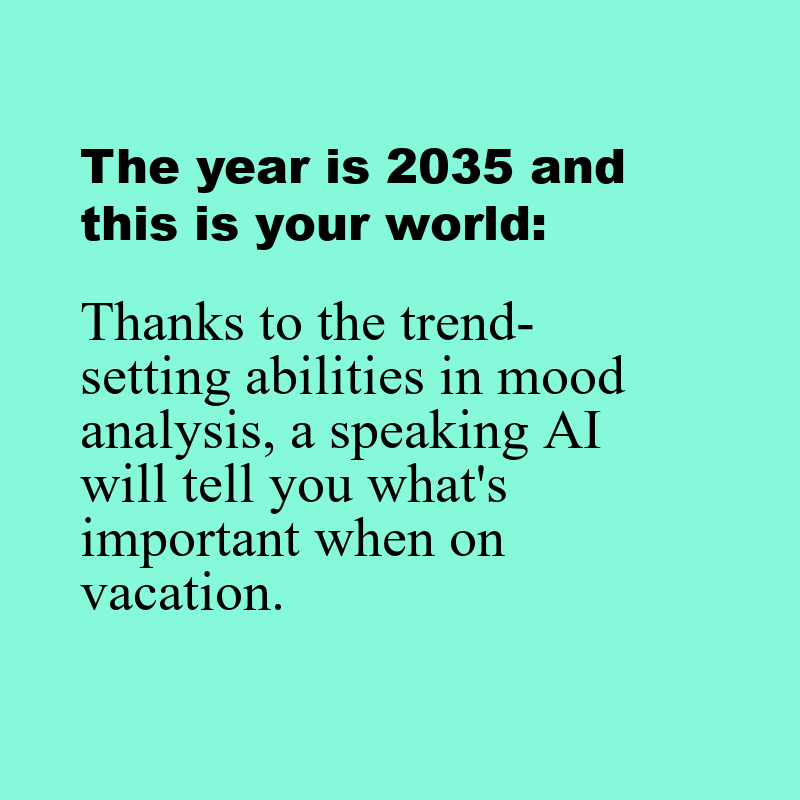 The year is 2035 and
this is your world:
Thanks to the trend-
setting abilities in mood
analysis, a speaking AI
will tell you what's
important when on
vacation.